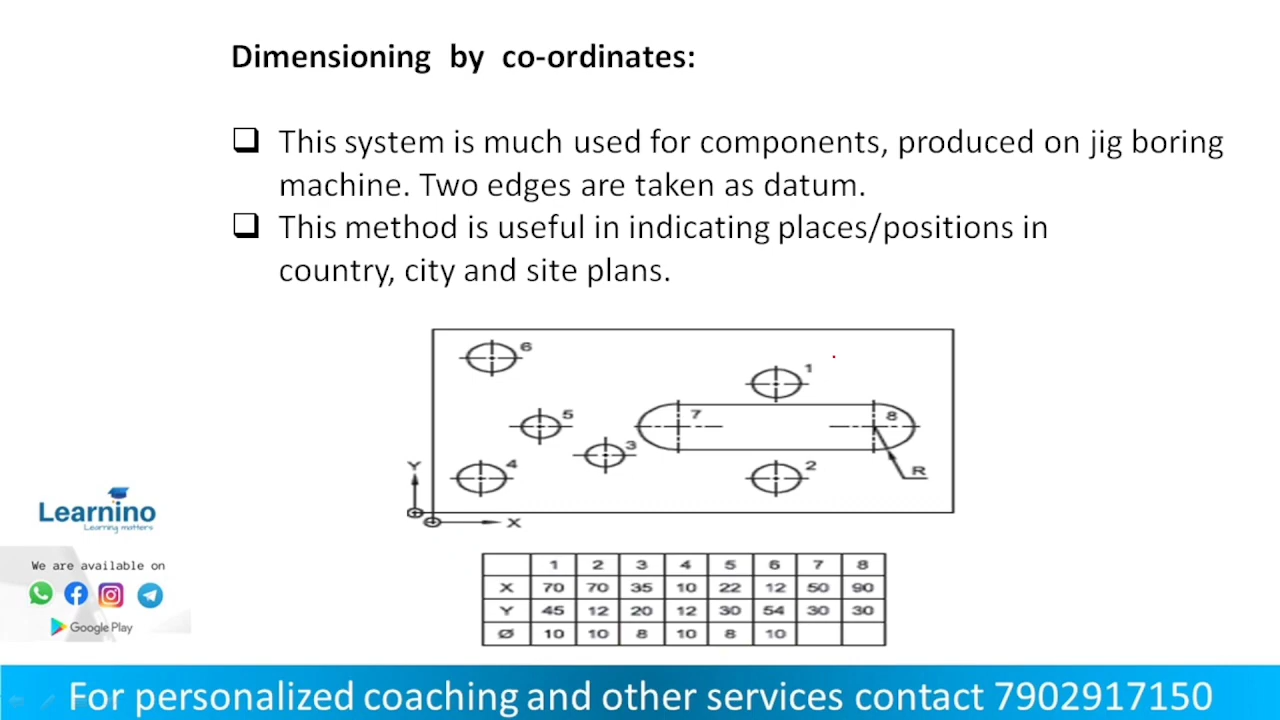 Dimensioning by co-ordinates:
This system is much used for components, produced on jig boring
machine. Two edges are taken as datum.
This method is useful in indicating places/positions in
country, city and site plans.
6
1
5
7
8
3
4
2
R
Y
X
1 2 3 4 5 6 7 8
X 70 70 35 10 22 12 50 90
Y 45 12 20 12 30 54 30 30
Ø 10 10 8 10 8 10
Learnino
Learning matters
We are available on
Google Play
For personalized coaching and other services contact 7902917150